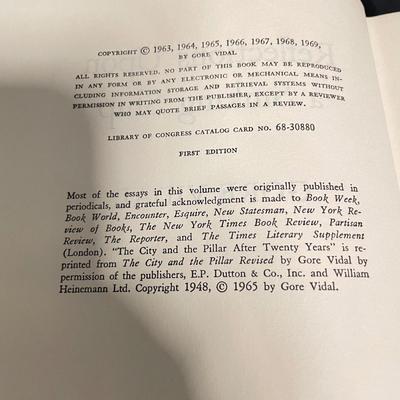 COPYRIGHT © 1963, 1964, 1965, 1966, 1967, 1968, 1969,
BY GORE VIDAL
ALL RIGHTS RESERVED. NO PART OF THIS BOOK MAY BE REPRODUCED
IN ANY FORM OR BY ANY ELECTRONIC OR MECHANICAL MEANS IN-
CLUDING INFORMATION STORAGE AND RETRIEVAL SYSTEMS WITHOUT
PERMISSION IN WRITING FROM THE PUBLISHER, EXCEPT BY A REVIEWER
WHO MAY QUOTE BRIEF PASSAGES IN A REVIEW.
LIBRARY OF CONGRESS CATALOG CARD NO. 68-30880
FIRST EDITION
Most of the essays in this volume were originally published in
periodicals, and grateful acknowledgment is made to Book Week,
Book World, Encounter, Esquire, New Statesman, New York Re-
view of Books, The New York Times Book Review, Partisan
Review, The Reporter, and The Times Literary Supplement
(London). "The City and the Pillar After Twenty Years" is re-
printed from The City and the Pillar Revised by Gore Vidal by
permission of the publishers, E.P. Dutton & Co., Inc. and William
Heinemann Ltd. Copyright 1948, © 1965 by Gore Vidal.